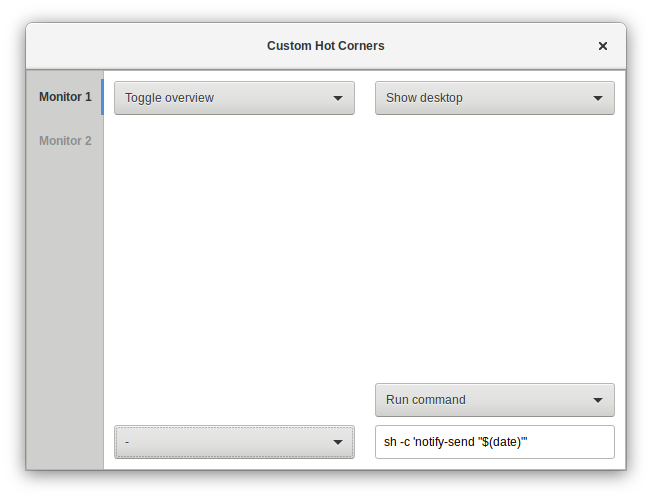 Custom Hot Corners
Monitor 1
Toggle overview
Show desktop
Monitor 2
Run command
-
sh -c 'notify-send "$(date)"'